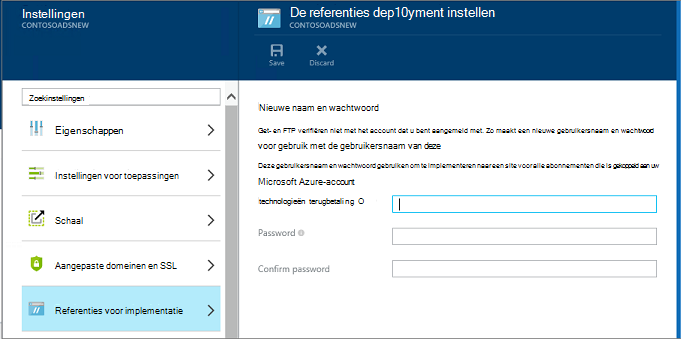 Instellingen
CONTOSOADSNEW
Zoekinstellingen
Eigenschappen
Instellingen voor toepassingen
Schaal
Aangepaste domeinen en SSL
Referenties voor implementatie
De referenties dep10yment instellen
CONTOSOADSNEW
Save
Discard
Nieuwe naam en wachtwoord
Get- en FTP verifiëren niet met het account dat u bent aangemeld met. Zo maakt een nieuwe gebruikersnaam en wachtwoord
voor gebruik met de gebruikersnaam van deze
Deze gebruikersnaam en wachtwoord gebruiken om te implementeren naar een site voor alle abonnementen die is gekoppeld aan uw
Microsoft Azure-account
technologieën terugbetaling O
Password
Confirm password